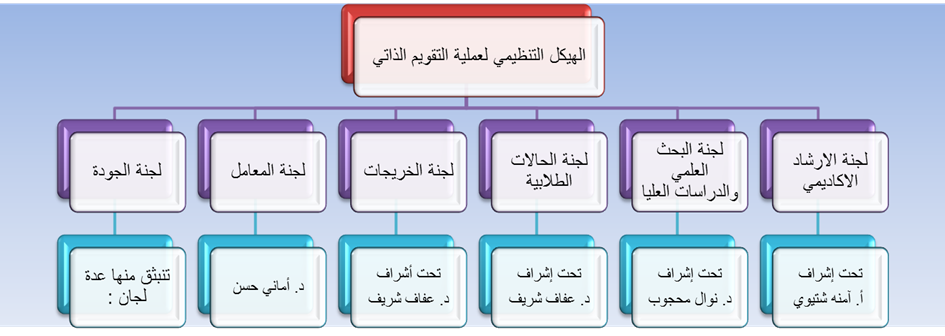 الهيكل التنظيمي لعملية التقويم الذاتي
لجنة الارشاد
الاكاديمي
لجنة البحث
العلمي
والدراسات العليا
لجنة الحالات
الطلابية
لجنة الخريجات
لجنة المعامل
لجنة الجودة
تحت إشراف
أ. آمنه شتيوي
تحت إشراف
د. نوال محجوب
تحت إشراف
د. عفاف شريف
تحت أشراف
د. عفاف شريف
د. أماني حسن
تنبثق منها عدة
لجان :